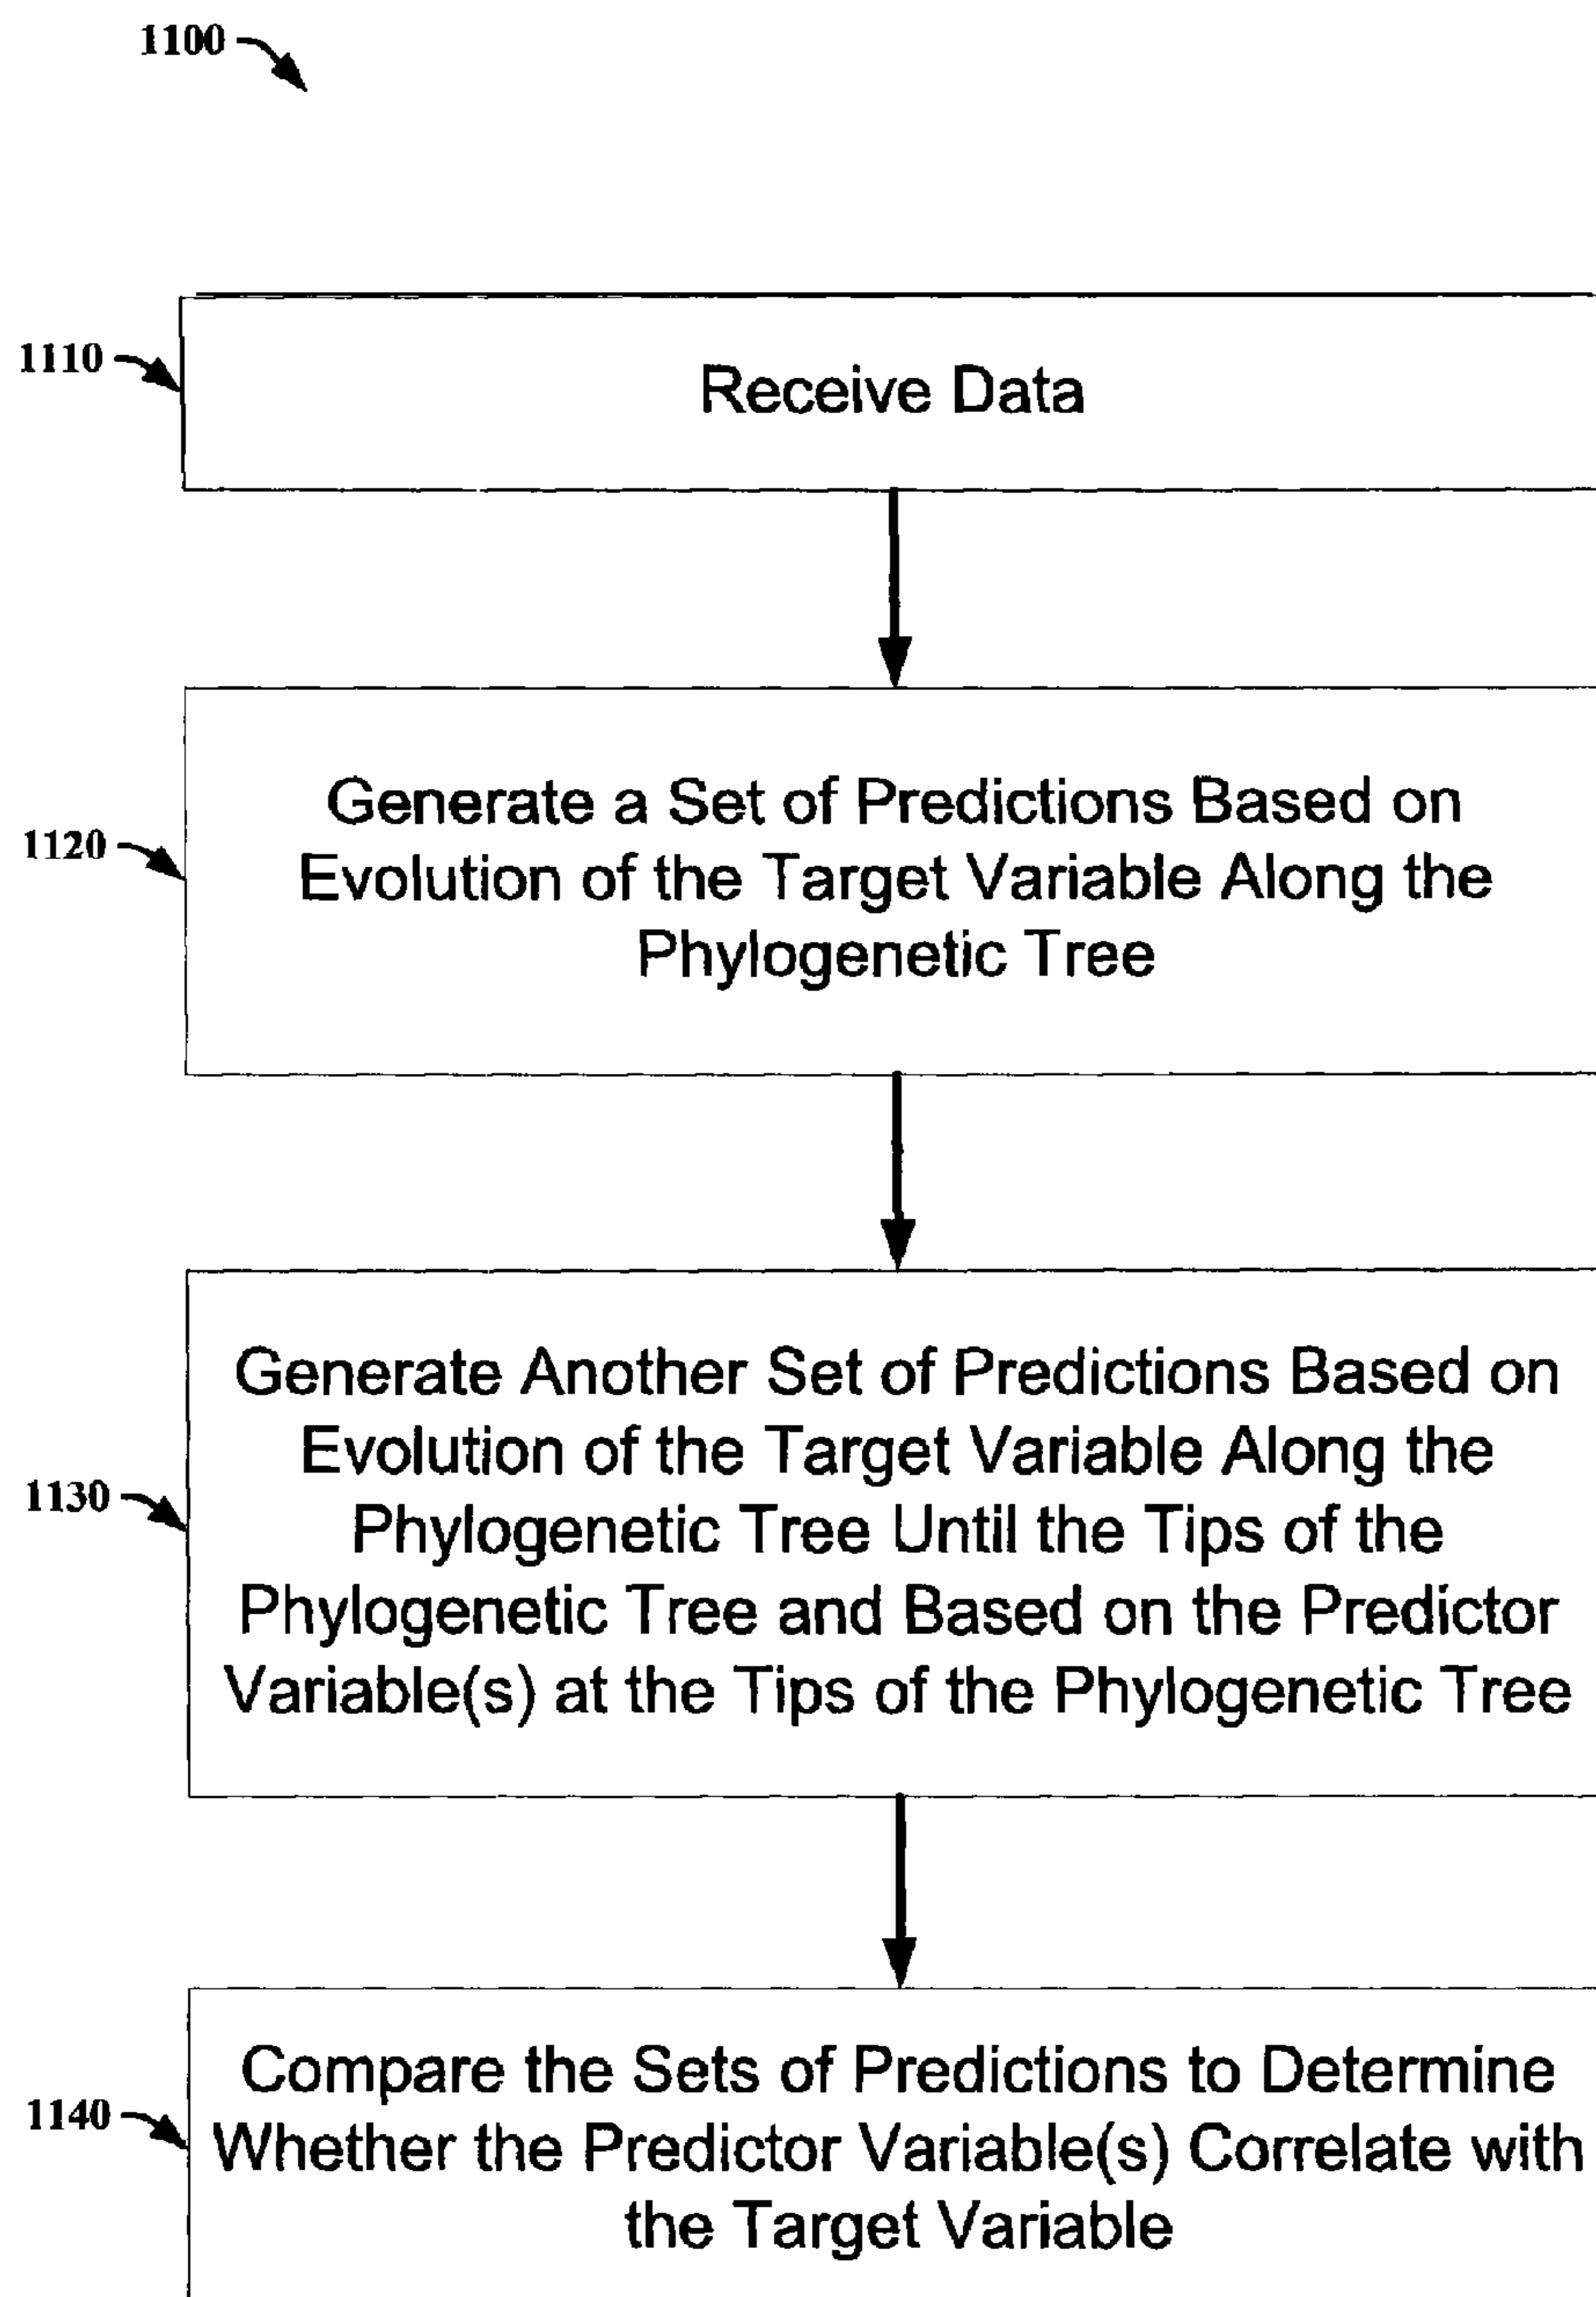 1100
1110
Receive Data
1120
Generate a Set of Predictions Based on
Evolution of the Target Variable Along the
Phylogenetic Tree
1130
Generate Another Set of Predictions Based on
Evolution of the Target Variable Along the
Phylogenetic Tree Until the Tips of the
Phylogenetic Tree and Based on the Predictor
Variable(s) at the Tips of the Phylogenetic Tree
1140
Compare the Sets of Predictions to Determine
Whether the Predictor Variable(s) Correlate with
the Target Variable